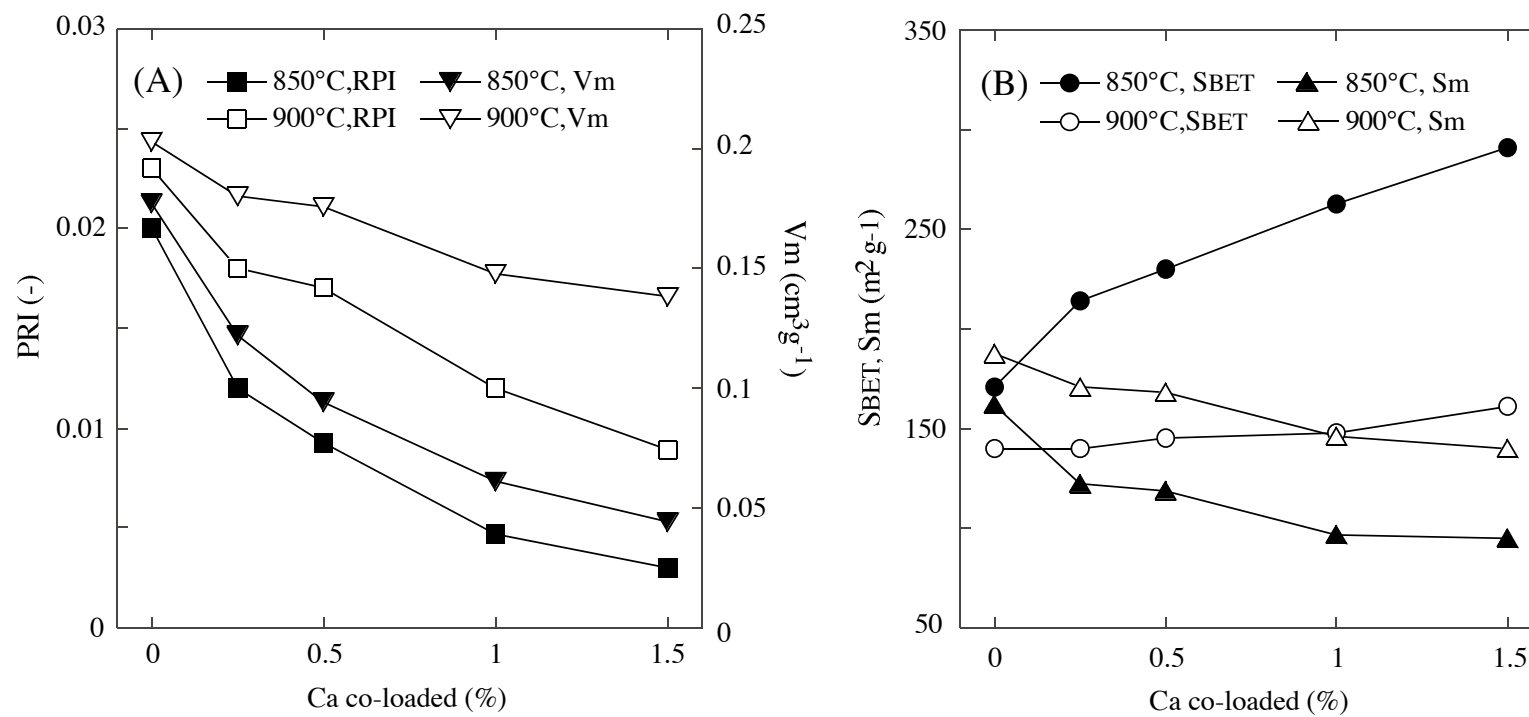 0.03
0.02
0.01
0
PRI (-)
(A)
850°C,RPI
850°C, Vm
900°C,RPI
900°C,Vm
0.25
0.2
0.15
0.1
0.05
0
Vm (cm3g-1)
0
0.5
1
1.5
Ca co-loaded (%)
350
250
150
50
SBET, Sm (m2 g-1)
(B)
850°C, SBET
850°C, Sm
900°C,SBET
900°C, Sm
0
0.5
1
1.5
Ca co-loaded (%)